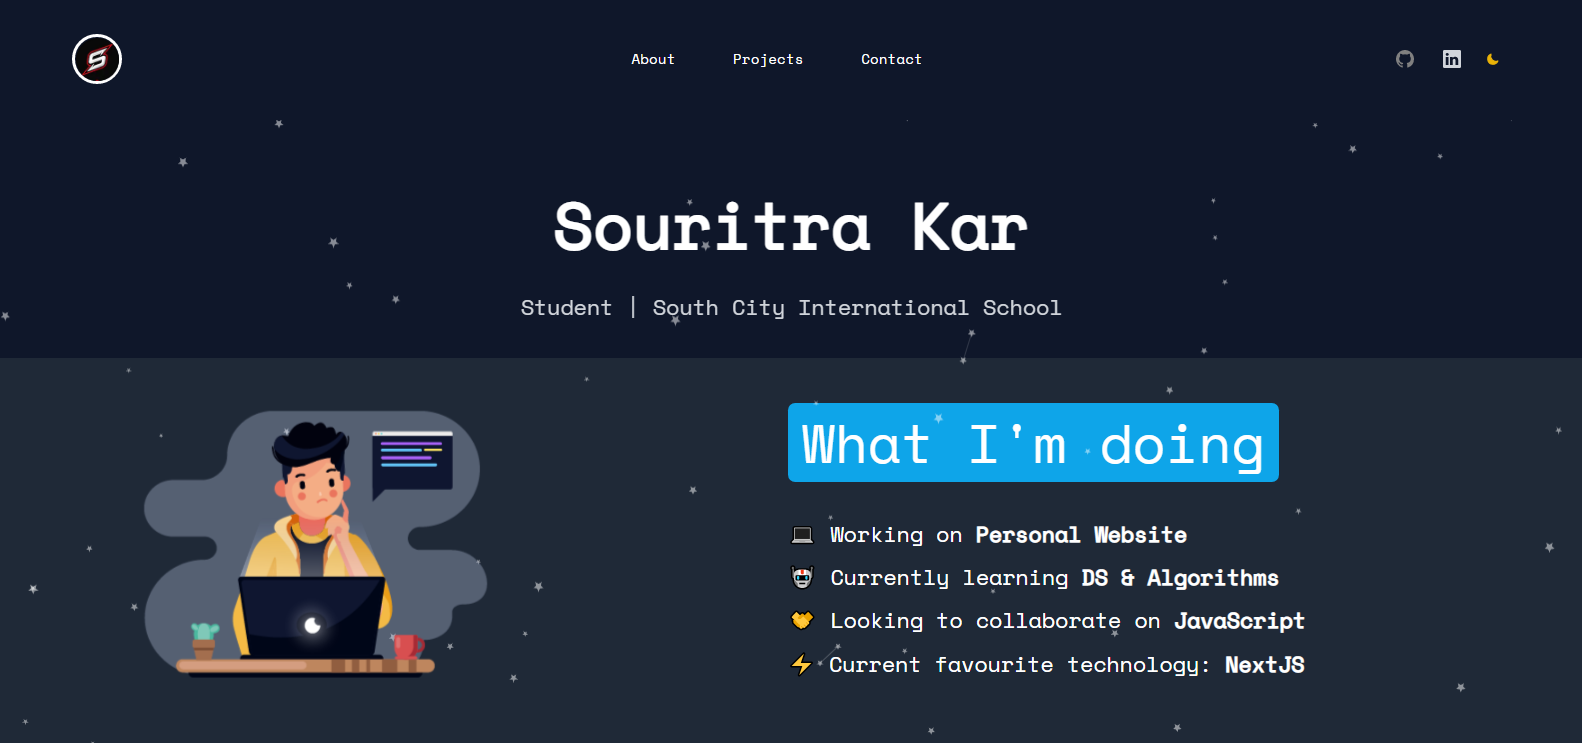 S
About Projects Contact
Souritra Kar
Student | South City International School
What I'm doing
Working on Personal Website
Currently learning DS & Algorithms
Looking to collaborate on JavaScript
Current favourite technology: NextJS